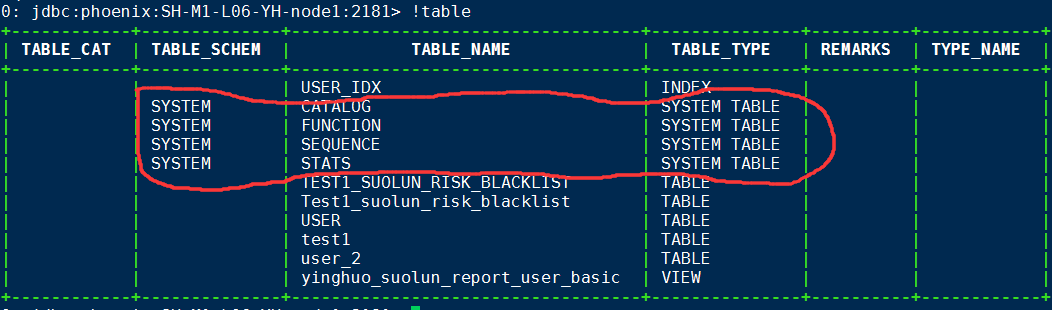 0: jdbc:phoenix:SH-M1-L06-YH-node1:2181> !table
| TABLE_CAT | TABLE_SCHEM | TABLE_NAME | TABLE_TYPE | REMARKS | TYPE_NAME |
| | | USER_IDX | INDEX | | |
| | SYSTEM | CATALOG | SYSTEM TABLE | | |
| | SYSTEM | FUNCTION | SYSTEM TABLE | | |
| | SYSTEM | SEQUENCE | SYSTEM TABLE | | |
| | SYSTEM | STATS | SYSTEM TABLE | | |
| | | TEST1_SUOLUN_RISK_BLACKLIST | TABLE | | |
| | | Test1_suolun_risk_blacklist | TABLE | | |
| | | USER | TABLE | | |
| | | test1 | TABLE | | |
| | | user_2 | TABLE | | |
| | | yinghuo_suolun_report_user_basic | VIEW | | |